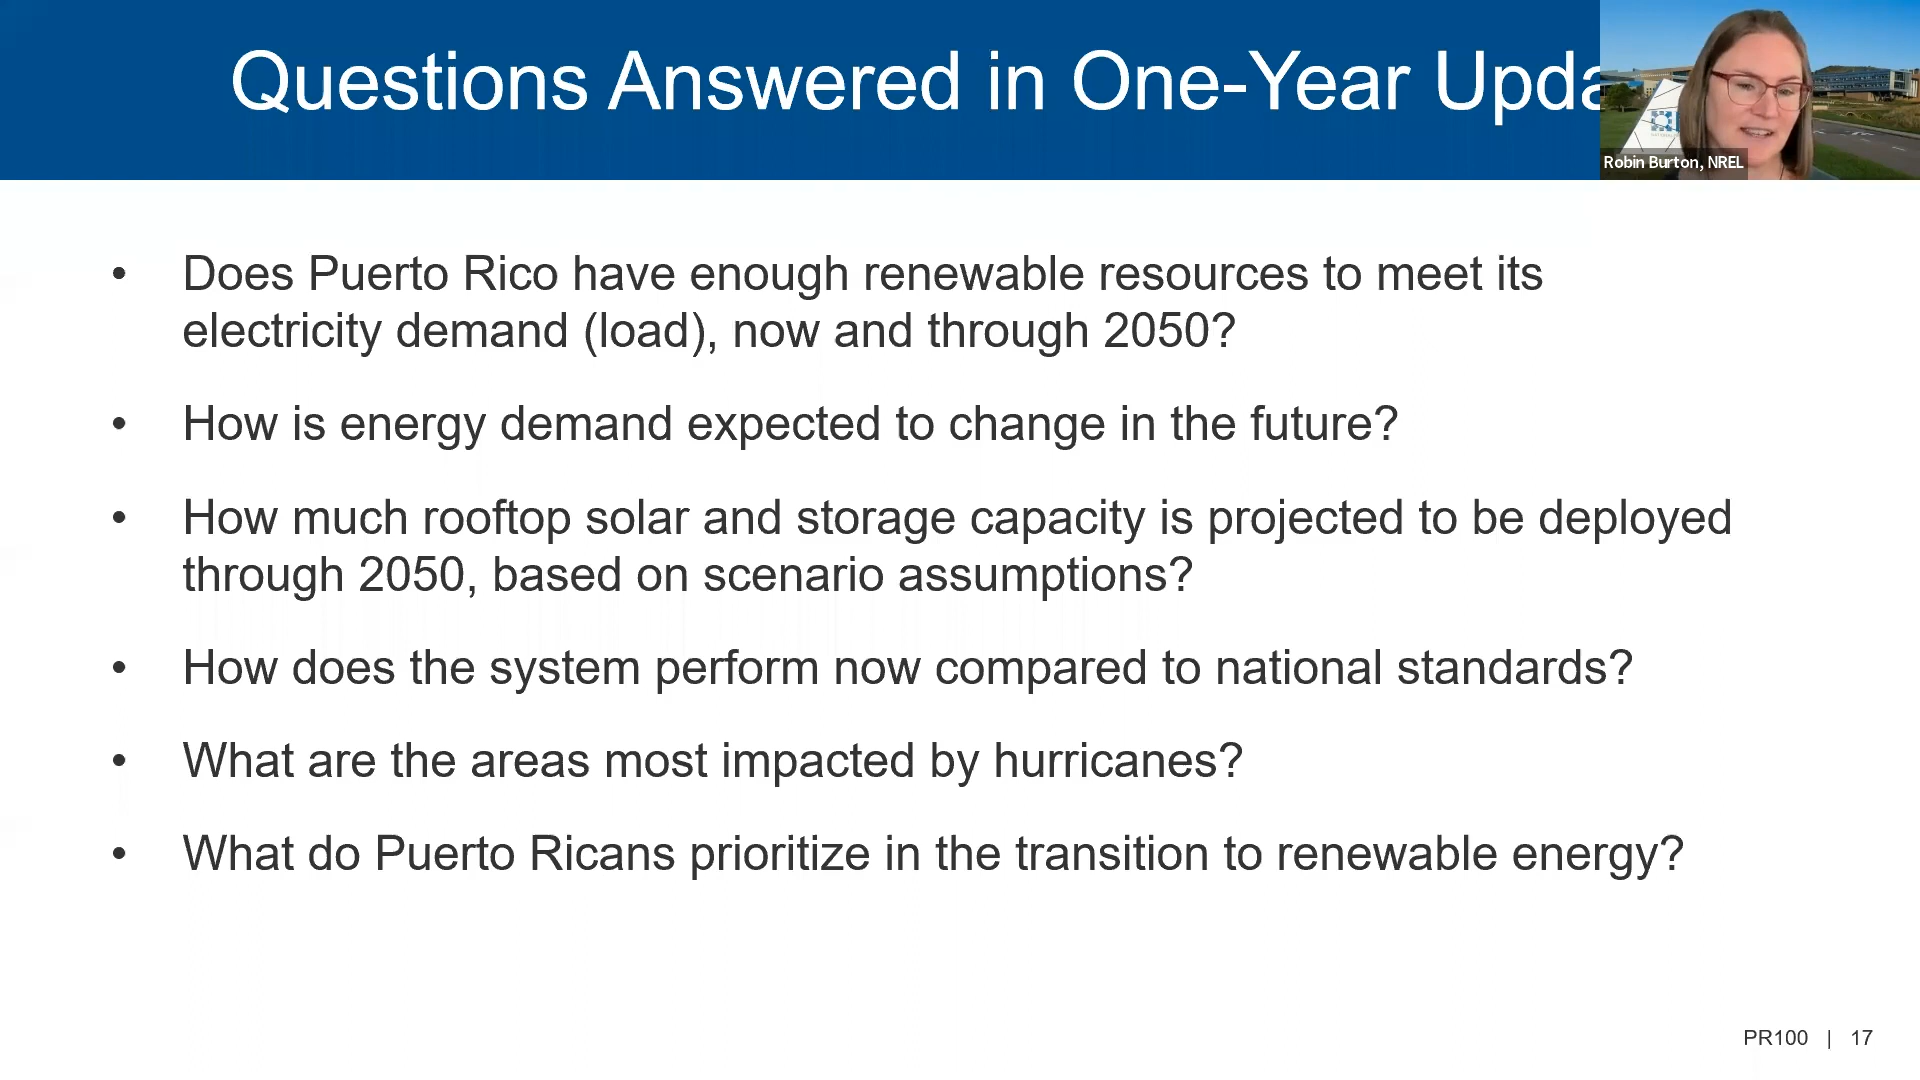 Questions Answered in One-Year Upda
Robin Burton, NREL
• Does Puerto Rico have enough renewable resources to meet its
electricity demand (load), now and through 2050?
• How is energy demand expected to change in the future?
• How much rooftop solar and storage capacity is projected to be deployed
through 2050, based on scenario assumptions?
• How does the system perform now compared to national standards?
• What are the areas most impacted by hurricanes?
• What do Puerto Ricans prioritize in the transition to renewable energy?
PR100 | 17